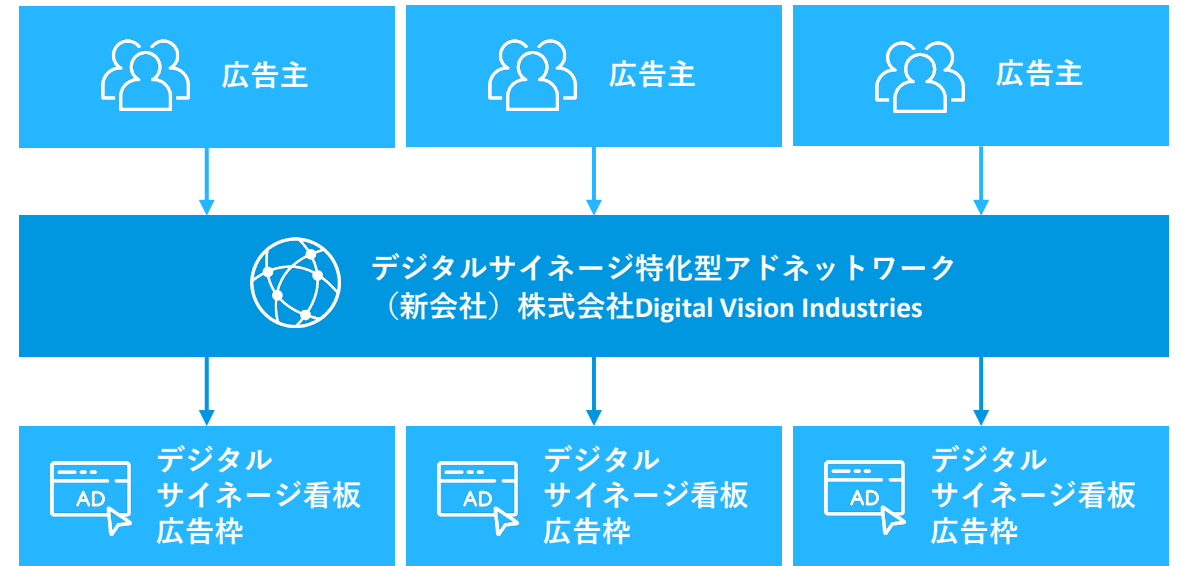 広告主
広告主
広告主
デジタルサイネージ特化型アドネットワーク
（新会社）株式会社Digital Vision Industries
AD
デジタル
サイネージ看板
広告枠
AD
デジタル
サイネージ看板
広告枠
AD
デジタル
サイネージ看板
広告枠